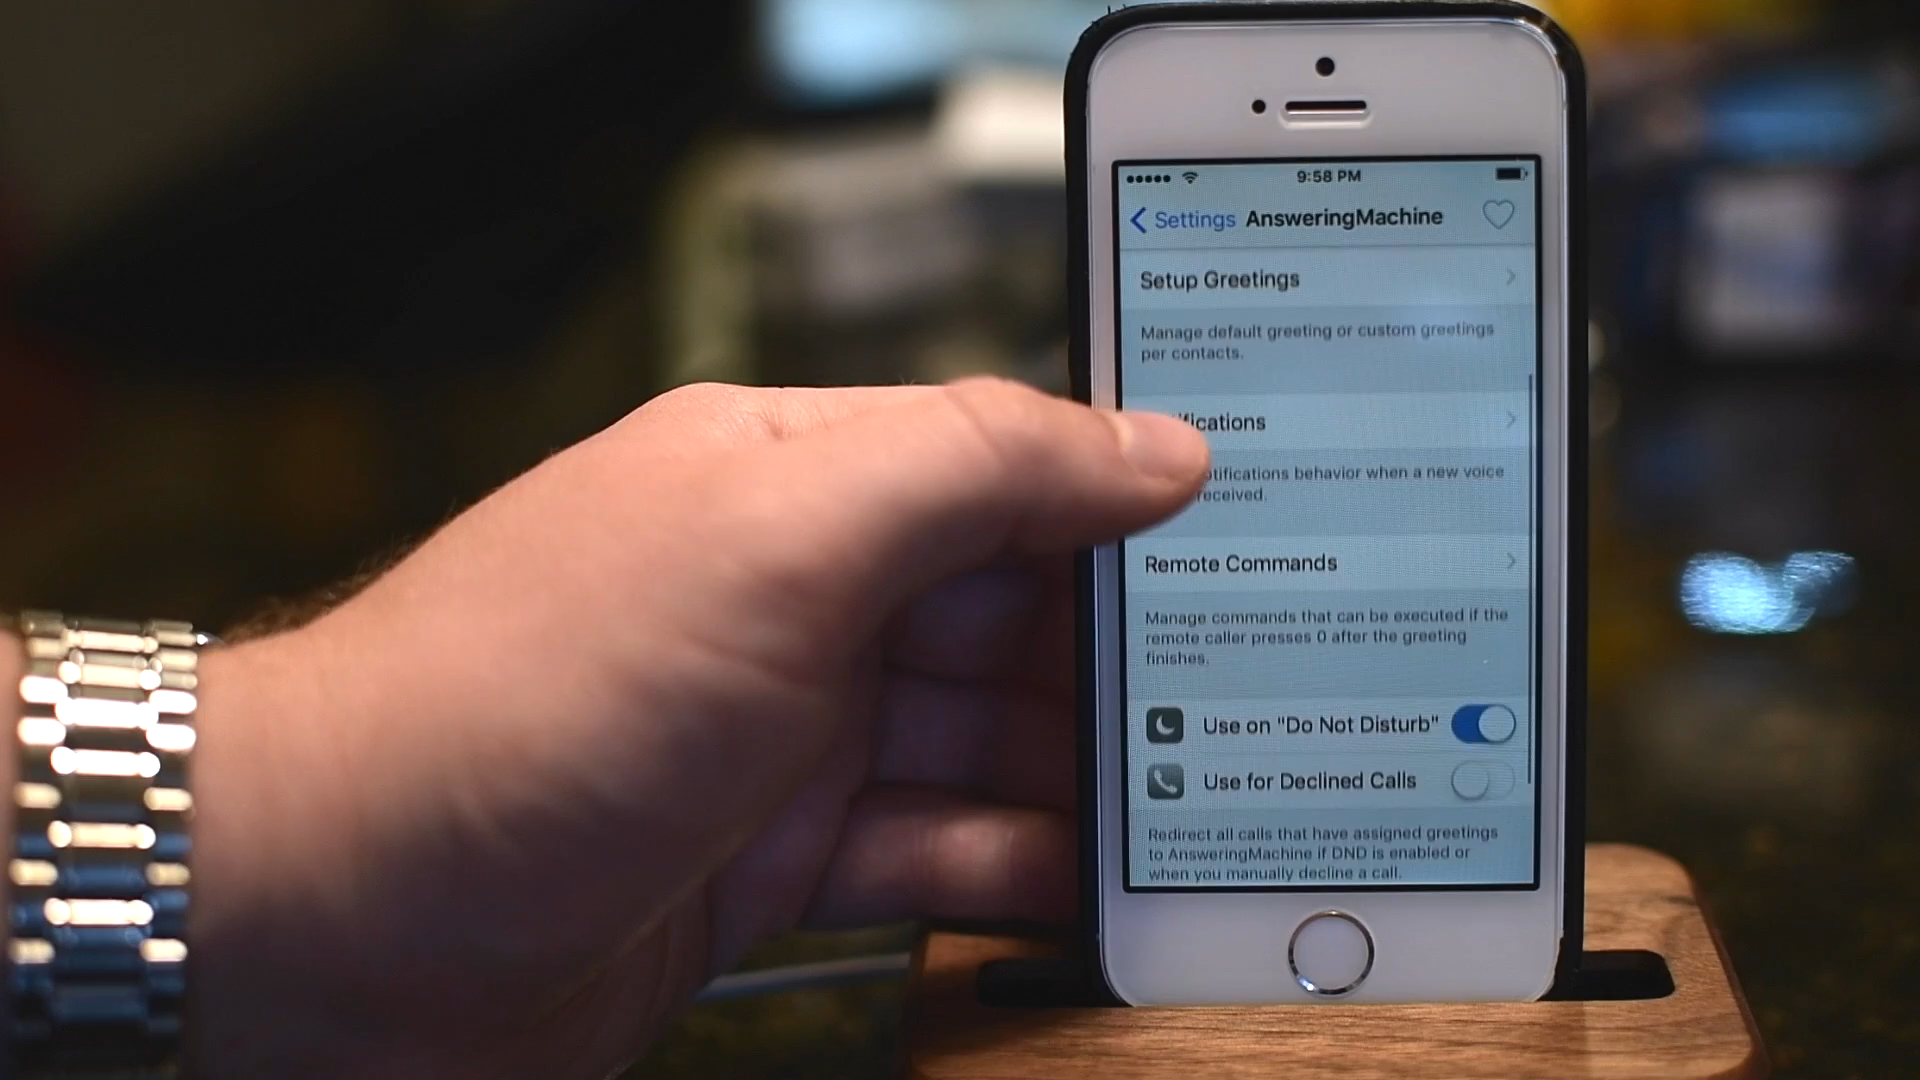 9:58 PM
Settings AnsweringMachine
Setup Greetings
Manage default greeting or custom greetings
per contacts.
behavior when a new voice
received.
Remote Commands
Manage commands that can be executed if the
remote caller presses 0 after the greeting
finishes.
Use on "Do Not Disturb"
Use for Declined Calls
Redirect all calls that have assigned greetings
to AnsweringMachine if DND is enabled or
when you manually decline a call.